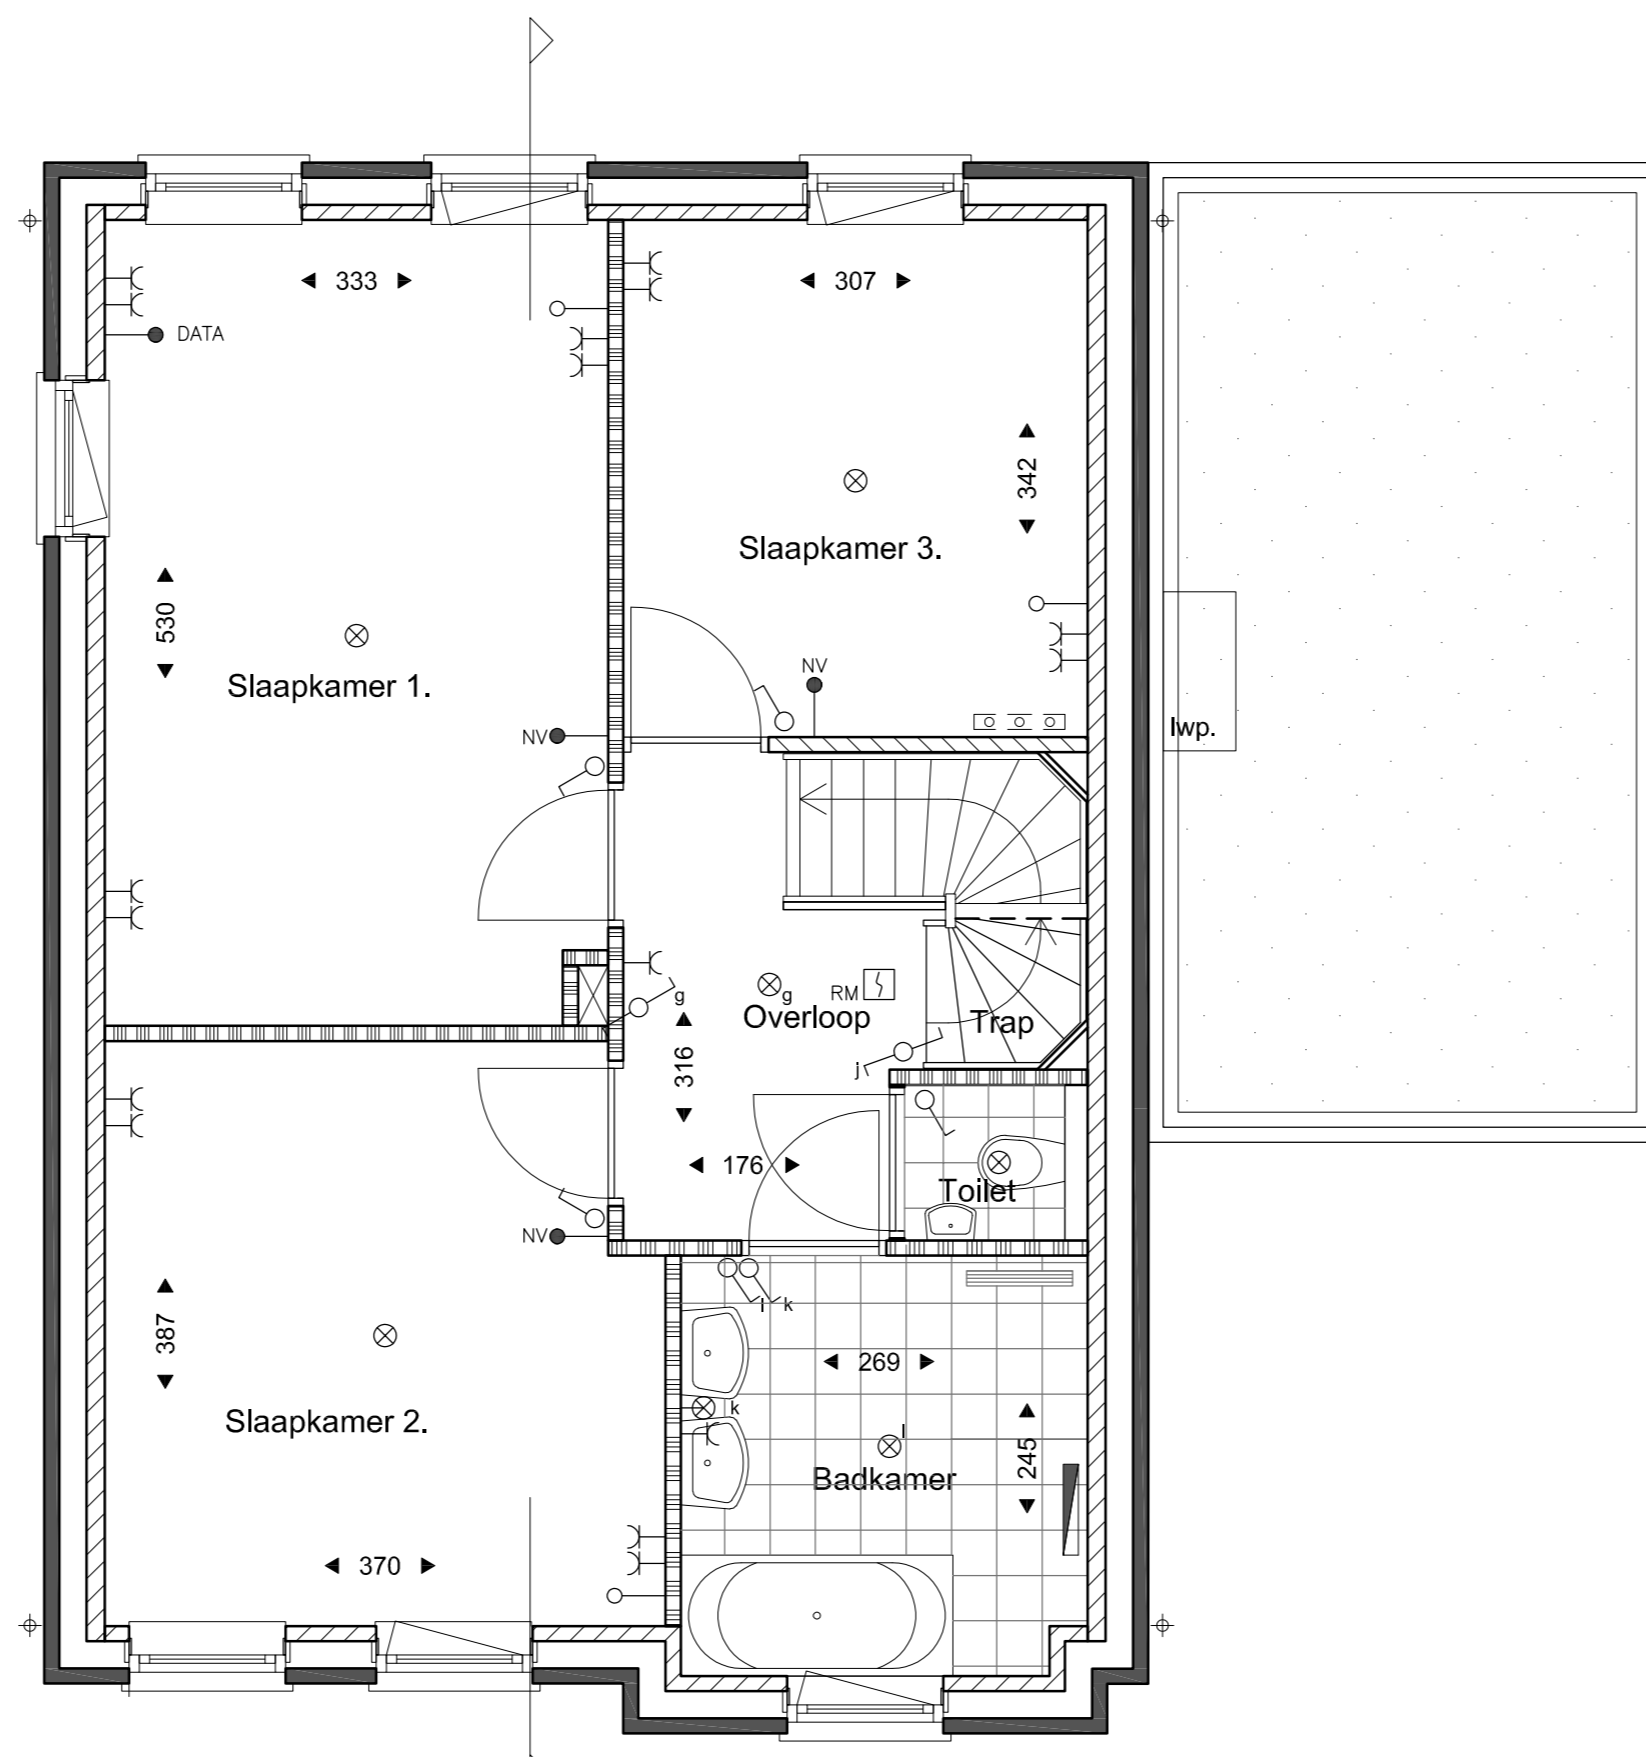 333
307
DATA
342
Slaapkamer 3.
530
Slaapkamer 1.
NV
NV
lwp.
g
g
RM
Overloop
Trap
j
316
176
Toilet
NV
l k
387
269
k
l
245
Slaapkamer 2.
Badkamer
370